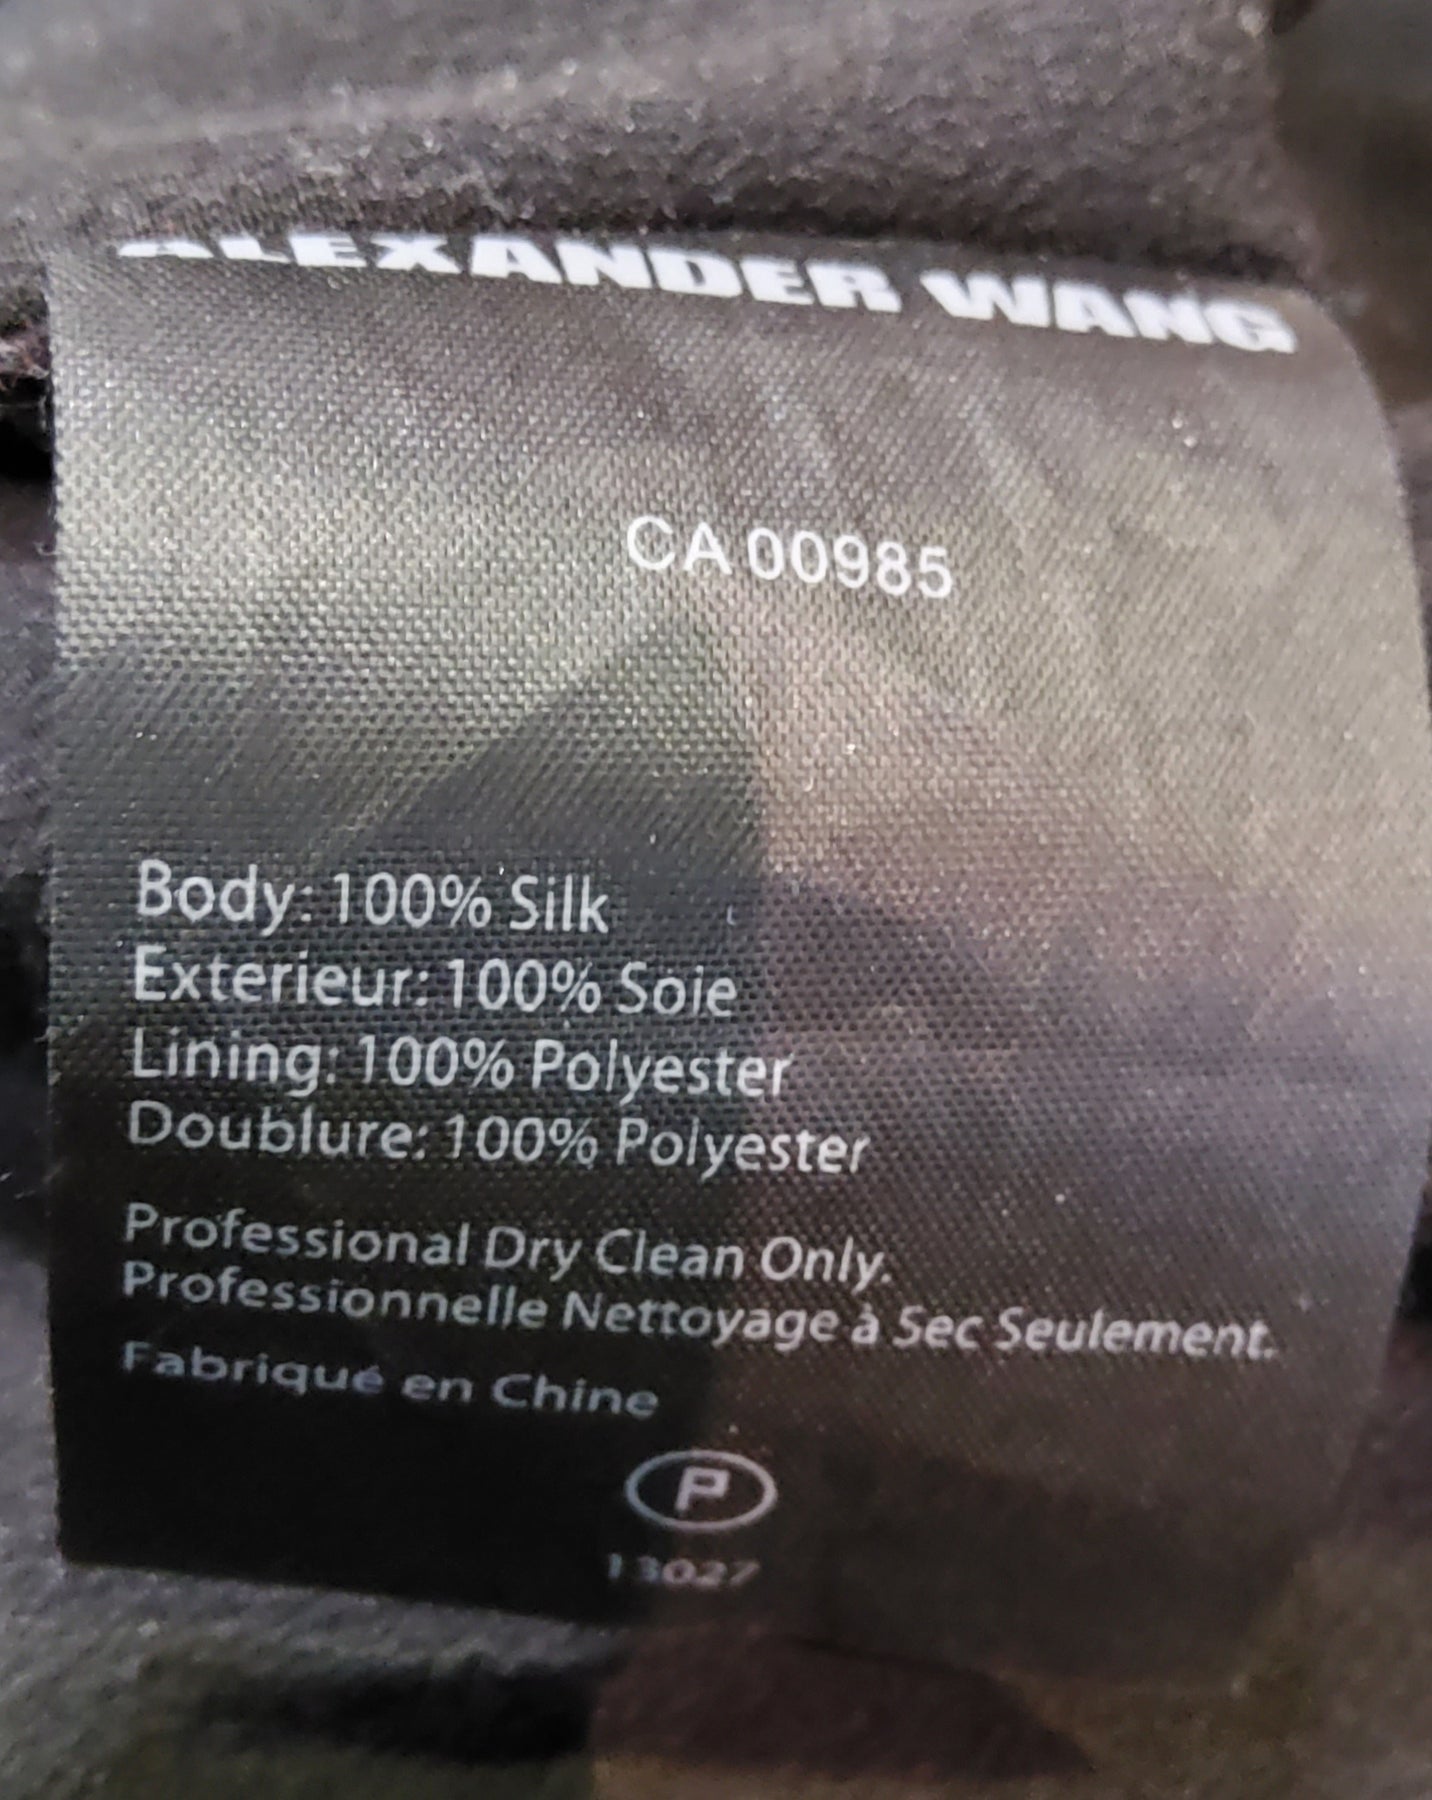 ALEXANDER WANG
CA 00985
Body: 100% Silk
Exterieur: 100% Soie
Lining: 100% Polyester
Doublure: 100% Polyester
Professional Dry Clean Only.
Professionnelle Nettoyage à Sec Seulement.
Fabriqué en Chine
P
13027